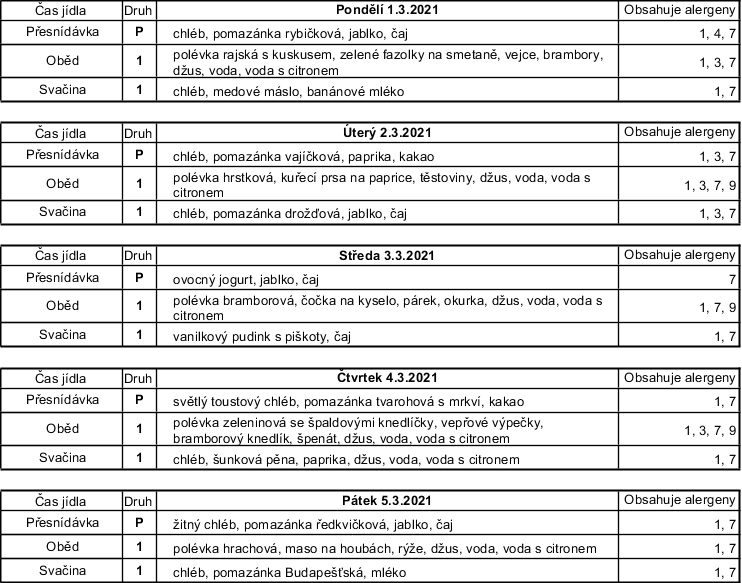 Čas jídla Druh Pondělí 1.3.2021 Obsahuje alergeny
Přesnídávka P chléb, pomazánka rybičková, jablko, čaj 1, 4, 7
Oběd 1 polévka rajská s kuskusem, zelené fazolky na smetaně, vejce, brambory, 1, 3, 7
džus, voda, voda s citronem
Svačina 1 chléb, medové máslo, banánové mléko 1, 7
Čas jídla Druh Úterý 2.3.2021 Obsahuje alergeny
Přesnídávka P chléb, pomazánka vajíčková, paprika, kakao 1, 3, 7
Oběd 1 polévka hrstková, kuřecí prsa na paprice, těstoviny, džus, voda, voda s 1, 3, 7, 9
citronem
Svačina 1 chléb, pomazánka drožďová, jablko, čaj 1, 3, 7
Čas jídla Druh Středa 3.3.2021 Obsahuje alergeny
Přesnídávka P ovocný jogurt, jablko, čaj 7
Oběd 1 polévka bramborová, čočka na kyselo, párek, okurka, džus, voda, voda s 1, 7, 9
citronem
Svačina 1 vanilkový pudink s piškoty, čaj 1, 7
Čas jídla Druh Čtvrtek 4.3.2021 Obsahuje alergeny
Přesnídávka P světlý toustový chléb, pomazánka tvarohová s mrkví, kakao 1, 7
Oběd 1 polévka zeleninová se špaldovými knedlíčky, vepřové výpečky, 1, 3, 7, 9
bramborový knedlík, špenát, džus, voda, voda s citronem
Svačina 1 chléb, šunková pěna, paprika, džus, voda, voda s citronem 1, 7
Čas jídla Druh Pátek 5.3.2021 Obsahuje alergeny
Přesnídávka P žitný chléb, pomazánka ředkvičková, jablko, čaj 1, 7
Oběd 1 polévka hrachová, maso na houbách, rýže, džus, voda, voda s citronem 1, 7
Svačina 1 chléb, pomazánka Budapešťská, mléko 1, 7